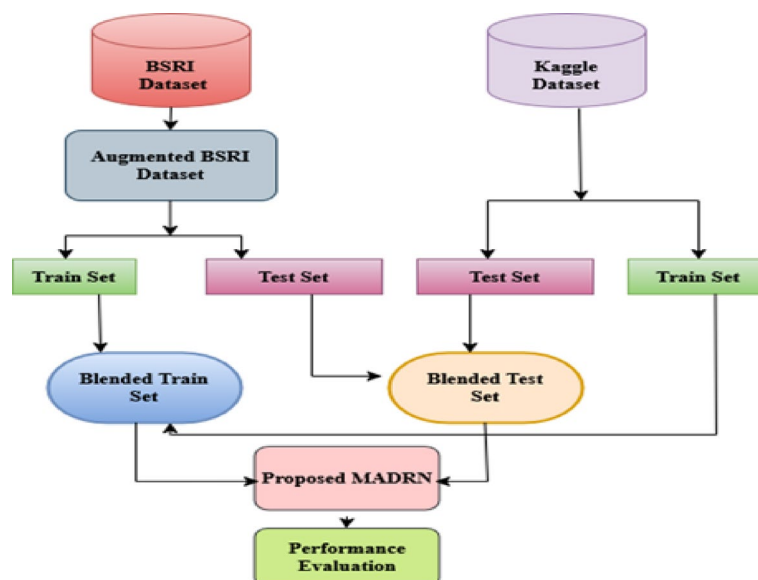 BSRI
Dataset
Kaggle
Dataset
Augmented BSRI
Dataset
Train Set
Test Set
Test Set
Train Set
Blended Train
Set
Blended Test
Set
Proposed MADRN
Performance
Evaluation